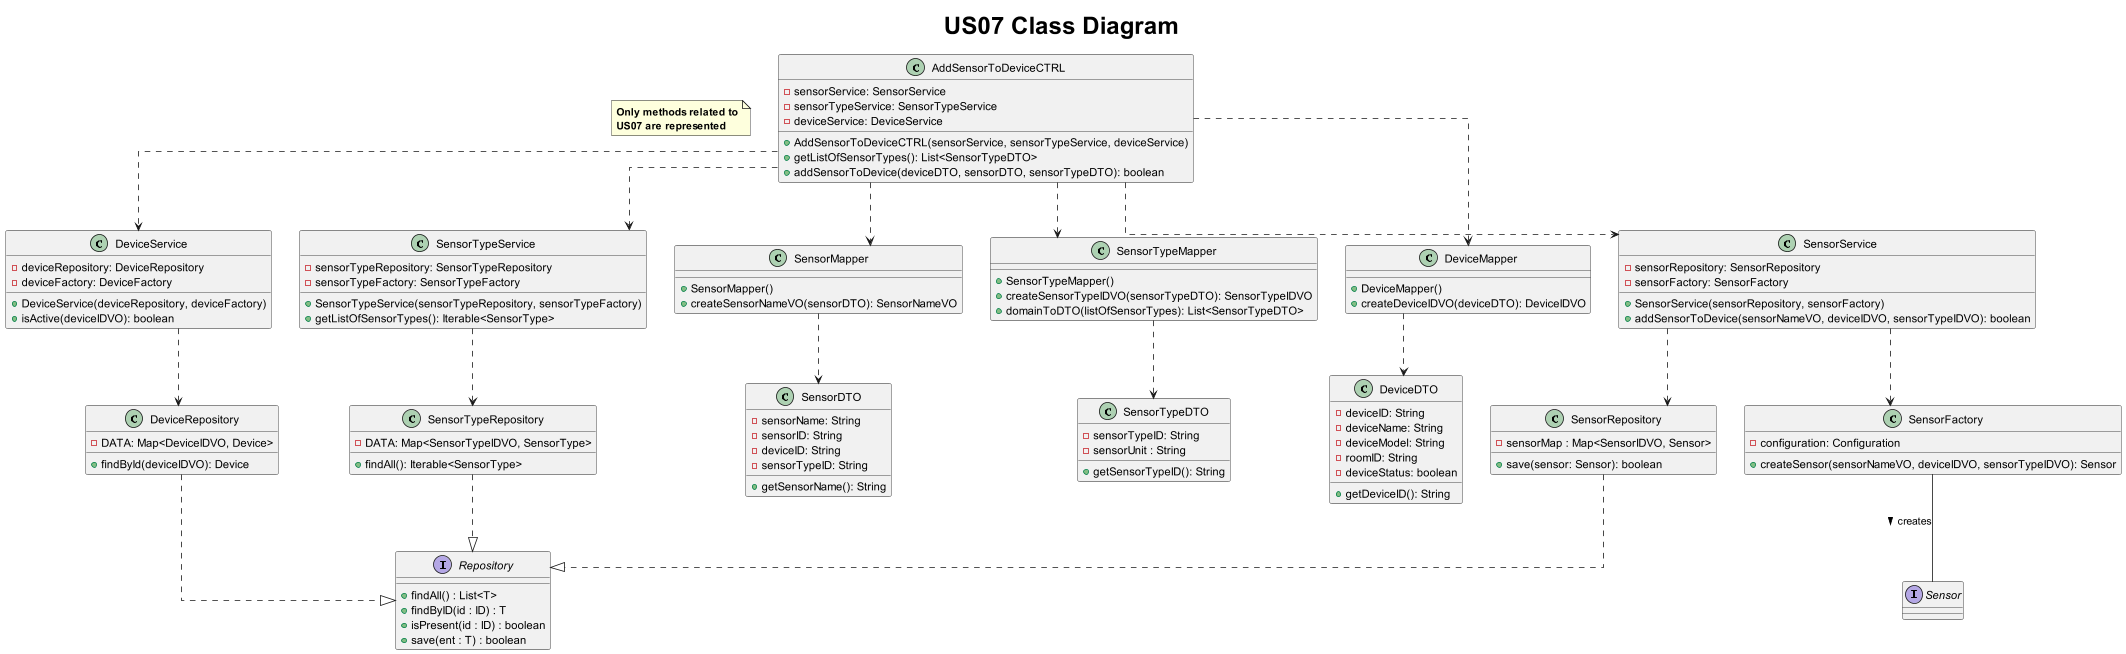 US07 Class Diagram
C AddSensorToDeviceCTRL
sensorService: SensorService
sensorTypeService: SensorTypeService
deviceService: DeviceService
AddSensorToDeviceCTRL(sensorService, sensorTypeService, deviceService)
getListOfSensorTypes(): List<SensorTypeDTO>
addSensorToDevice(deviceDTO, sensorDTO, sensorTypeDTO): boolean
Only methods related to
US07 are represented
C DeviceService
deviceRepository: DeviceRepository
deviceFactory: DeviceFactory
DeviceService(deviceRepository, deviceFactory)
isActive(deviceIDVO): boolean
C SensorTypeService
sensorTypeRepository: SensorTypeRepository
sensorTypeFactory: SensorTypeFactory
SensorTypeService(sensorTypeRepository, sensorTypeFactory)
getListOfSensorTypes(): Iterable<SensorType>
C SensorMapper
SensorMapper()
createSensorNameVO(sensorDTO): SensorNameVO
C SensorTypeMapper
SensorTypeMapper()
createSensorTypeIDVO(sensorTypeDTO): SensorTypeIDVO
domainToDTO(listOfSensorTypes): List<SensorTypeDTO>
C DeviceMapper
DeviceMapper()
createDeviceIDVO(deviceDTO): DeviceIDVO
C SensorService
sensorRepository: SensorRepository
sensorFactory: SensorFactory
SensorService(sensorRepository, sensorFactory)
addSensorToDevice(sensorNameVO, deviceIDVO, sensorTypeIDVO): boolean
C DeviceRepository
DATA: Map<DeviceIDVO, Device>
findById(deviceIDVO): Device
C SensorTypeRepository
DATA: Map<SensorTypeIDVO, SensorType>
findAll(): Iterable<SensorType>
C SensorDTO
sensorName: String
sensorID: String
deviceID: String
sensorTypeID: String
getSensorName(): String
C SensorTypeDTO
sensorTypeID: String
sensorUnit : String
getSensorTypeID(): String
C DeviceDTO
deviceID: String
deviceName: String
deviceModel: String
roomID: String
deviceStatus: boolean
getDeviceID(): String
C SensorRepository
sensorMap : Map<SensorIDVO, Sensor>
save(sensor: Sensor): boolean
C SensorFactory
configuration: Configuration
createSensor(sensorNameVO, deviceIDVO, sensorTypeIDVO): Sensor
creates
I Repository
findAll() : List<T>
findByID(id : ID) : T
isPresent(id : ID) : boolean
save(ent : T) : boolean
I Sensor